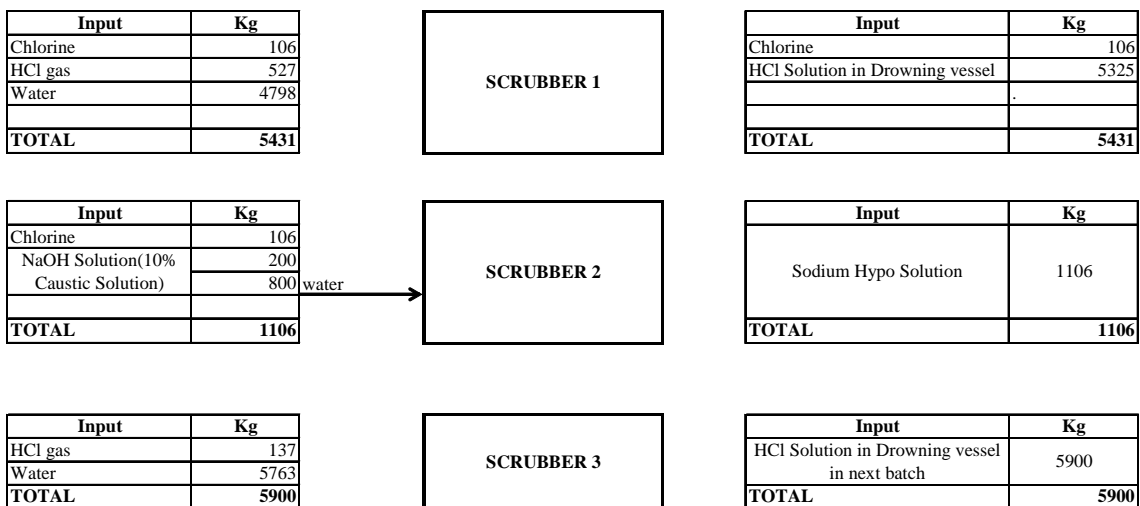 Input Kg
Chlorine 106
HCl gas 527
Water 4798
TOTAL 5431
SCRUBBER 1
Input Kg
Chlorine 106
HCl Solution in Drowning vessel 5325
.
TOTAL 5431
Input Kg
Chlorine 106
NaOH Solution(10% 200
Caustic Solution) 800 water
TOTAL 1106
SCRUBBER 2
Input Kg
Sodium Hypo Solution 1106
TOTAL 1106
Input Kg
HCl gas 137
Water 5763
TOTAL 5900
SCRUBBER 3
Input Kg
HCl Solution in Drowning vessel
in next batch 5900
TOTAL 5900